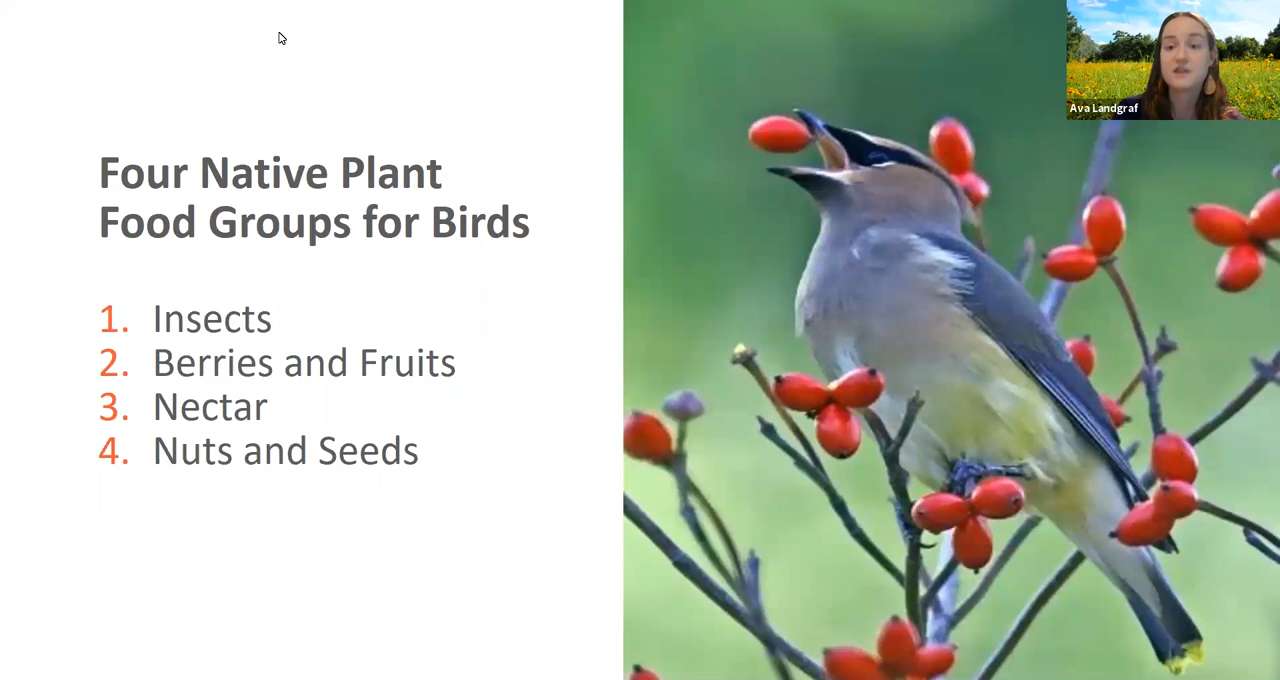 Ava Landgraf
Four Native Plant
Food Groups for Birds
1. Insects
2. Berries and Fruits
3. Nectar
4. Nuts and Seeds